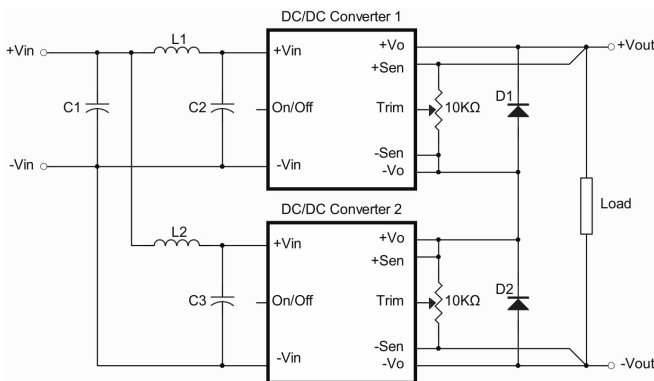 DC/DC Converter 1
+Vin
L1
+Vin
+Vo
+Vout
+Sen
C1
C2
On/Off
Trim
10KΩ
D1
-Vin
-Vin
-Sen
-Vo
Load
DC/DC Converter 2
L2
+Vin
+Vo
+Sen
C3
On/Off
Trim
10KΩ
D2
-Vin
-Sen
-Vo
-Vout